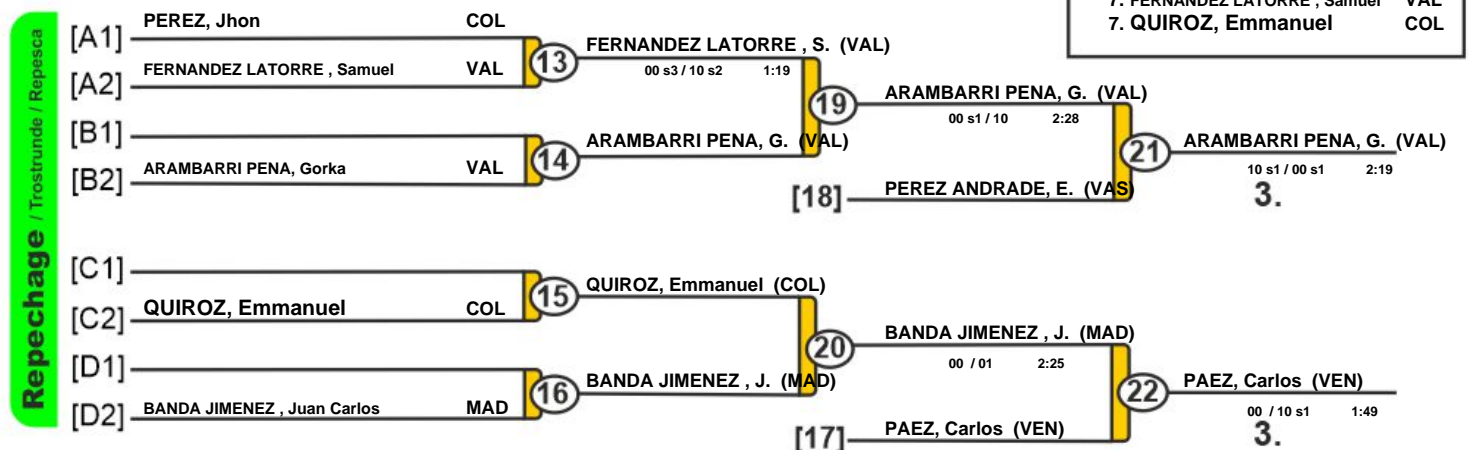 7. FERNANDEZ LATORRE , Samuel VAL
7. QUIROZ, Emmanuel COL
Repechage / Trostrunde / Repesca
[A1] PEREZ, Jhon COL
[A2] FERNANDEZ LATORRE , Samuel VAL
13 FERNANDEZ LATORRE , S. (VAL)
00 s3 / 10 s2 1:19
[B1]
[B2] ARAMBARRI PENA, Gorka VAL
14 ARAMBARRI PENA, G. (VAL)
19 ARAMBARRI PENA, G. (VAL)
00 s1 / 10 2:28
[18] PEREZ ANDRADE, E. (VAS)
21 ARAMBARRI PENA, G. (VAL)
10 s1 / 00 s1 2:19
3.
[C1]
[C2] QUIROZ, Emmanuel COL
15 QUIROZ, Emmanuel (COL)
[D1]
[D2] BANDA JIMENEZ , Juan Carlos MAD
16 BANDA JIMENEZ , J. (MAD)
20 BANDA JIMENEZ , J. (MAD)
00 / 01 2:25
[17] PAEZ, Carlos (VEN)
22 PAEZ, Carlos (VEN)
00 / 10 s1 1:49
3.